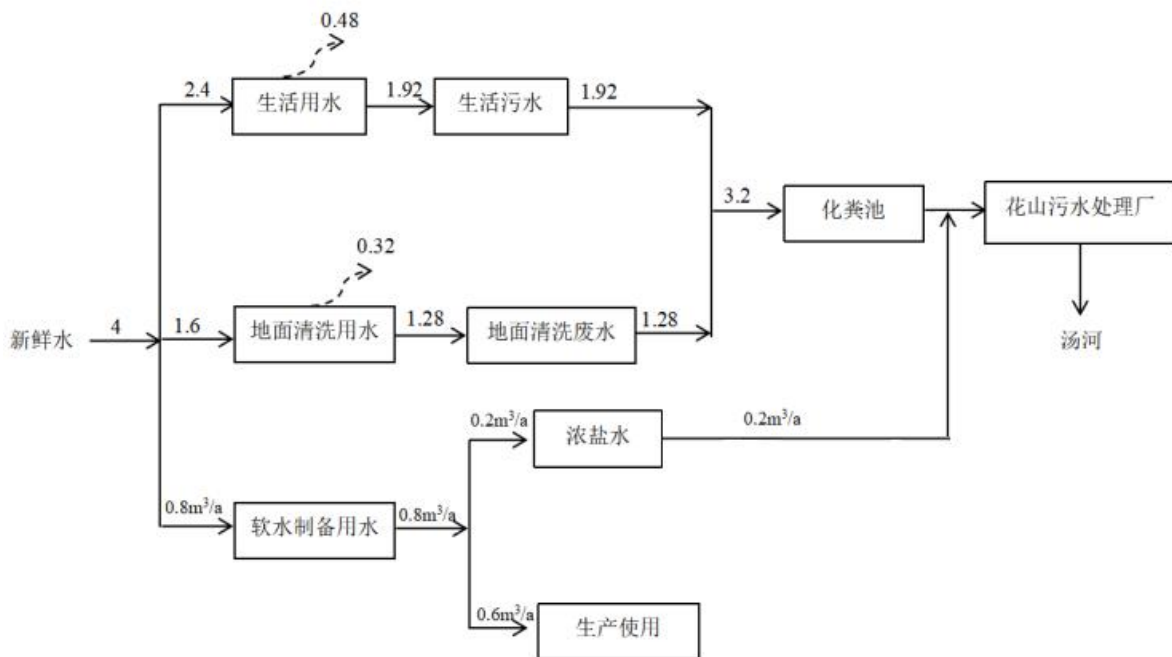 0.48
2.4
生活用水
1.92
生活污水
1.92
3.2
化粪池
花山污水处理厂
0.32
新鲜水
4
1.6
地面清洗用水
1.28
地面清洗废水
1.28
汤河
0.2m³/a
浓盐水
0.2m³/a
0.8m³/a
软水制备用水
0.8m³/a
0.6m³/a
生产使用